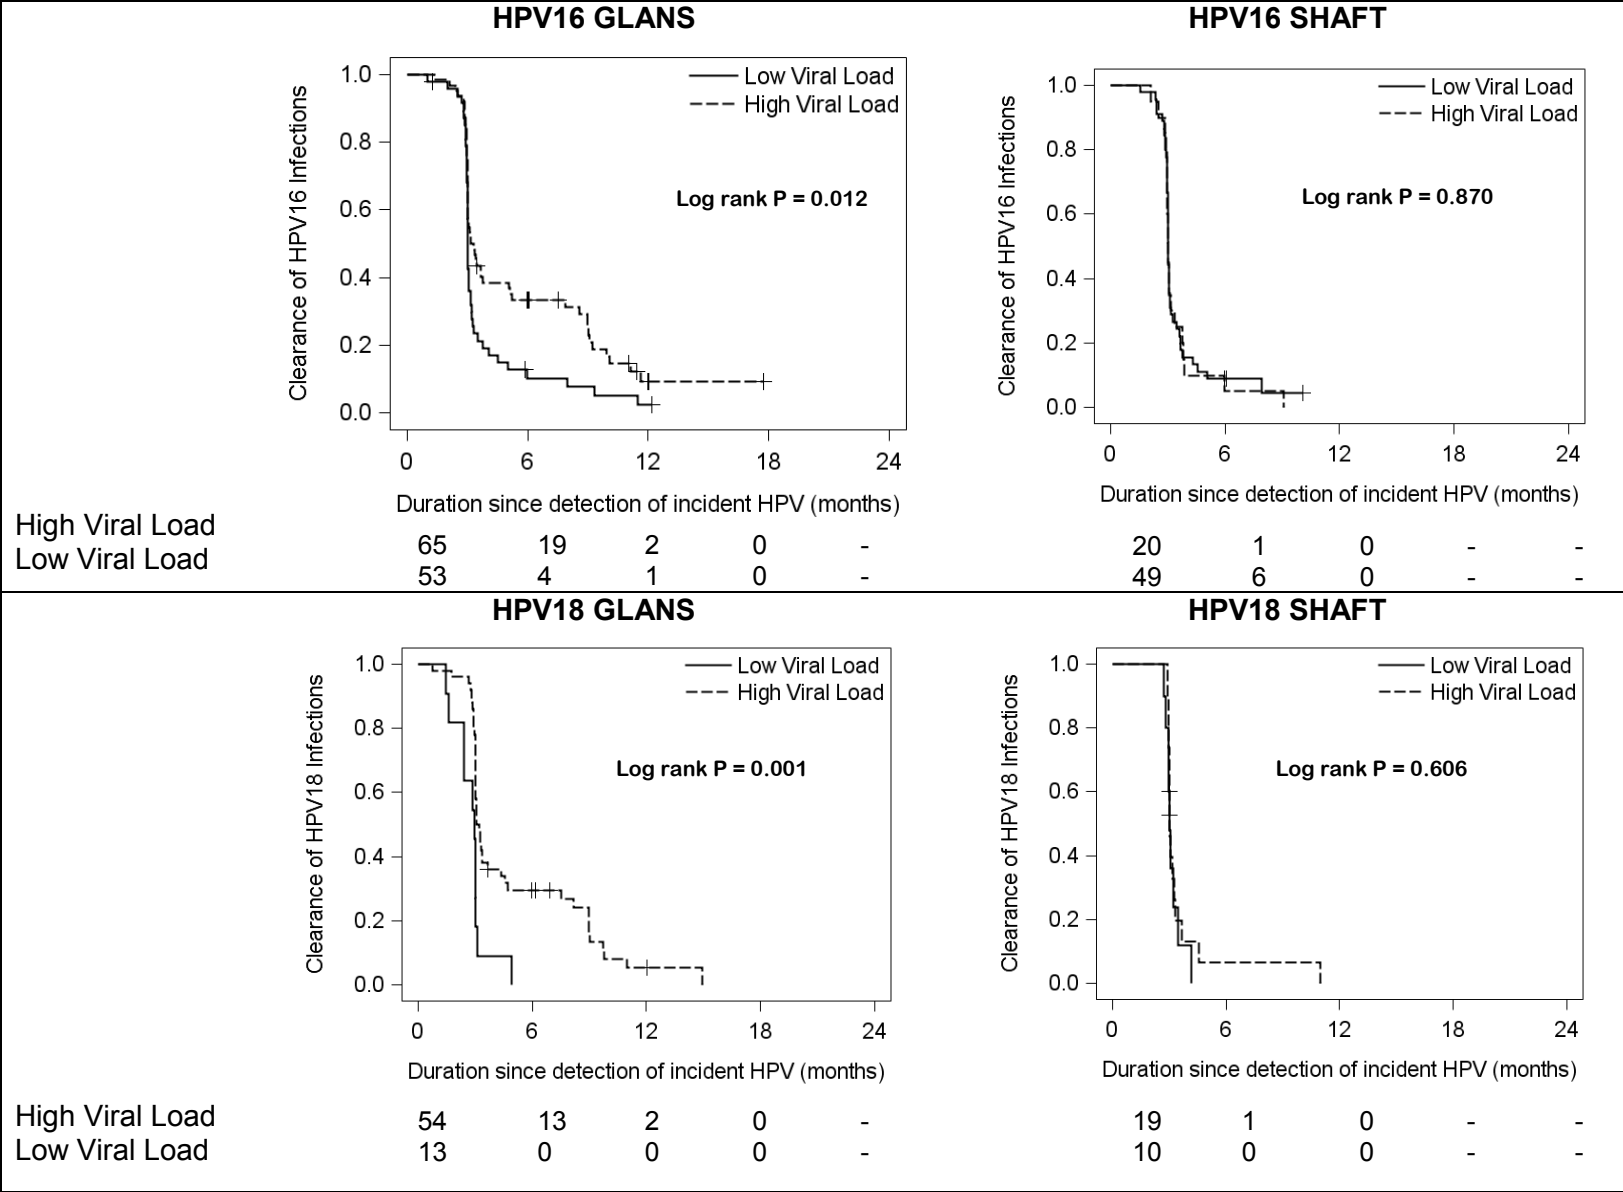 HPV16 GLANS
1.0
0.8
0.6
0.4
0.2
0.0
Clearance of HPV16 Infections
Low Viral Load
High Viral Load
Log rank P = 0.012
0 6 12 18 24
Duration since detection of incident HPV (months)
HPV16 SHAFT
1.0
0.8
0.6
0.4
0.2
0.0
Clearance of HPV16 Infections
Low Viral Load
High Viral Load
Log rank P = 0.870
0 6 12 18 24
Duration since detection of incident HPV (months)
High Viral Load 65 19 2 0 - 20 1 0 - -
Low Viral Load 53 4 1 0 - 49 6 0 - -
HPV18 GLANS
1.0
0.8
0.6
0.4
0.2
0.0
Clearance of HPV18 Infections
Low Viral Load
High Viral Load
Log rank P = 0.001
0 6 12 18 24
Duration since detection of incident HPV (months)
HPV18 SHAFT
1.0
0.8
0.6
0.4
0.2
0.0
Clearance of HPV18 Infections
Low Viral Load
High Viral Load
Log rank P = 0.606
0 6 12 18 24
Duration since detection of incident HPV (months)
High Viral Load 54 13 2 0 - 19 1 0 - -
Low Viral Load 13 0 0 0 - 10 0 0 - -